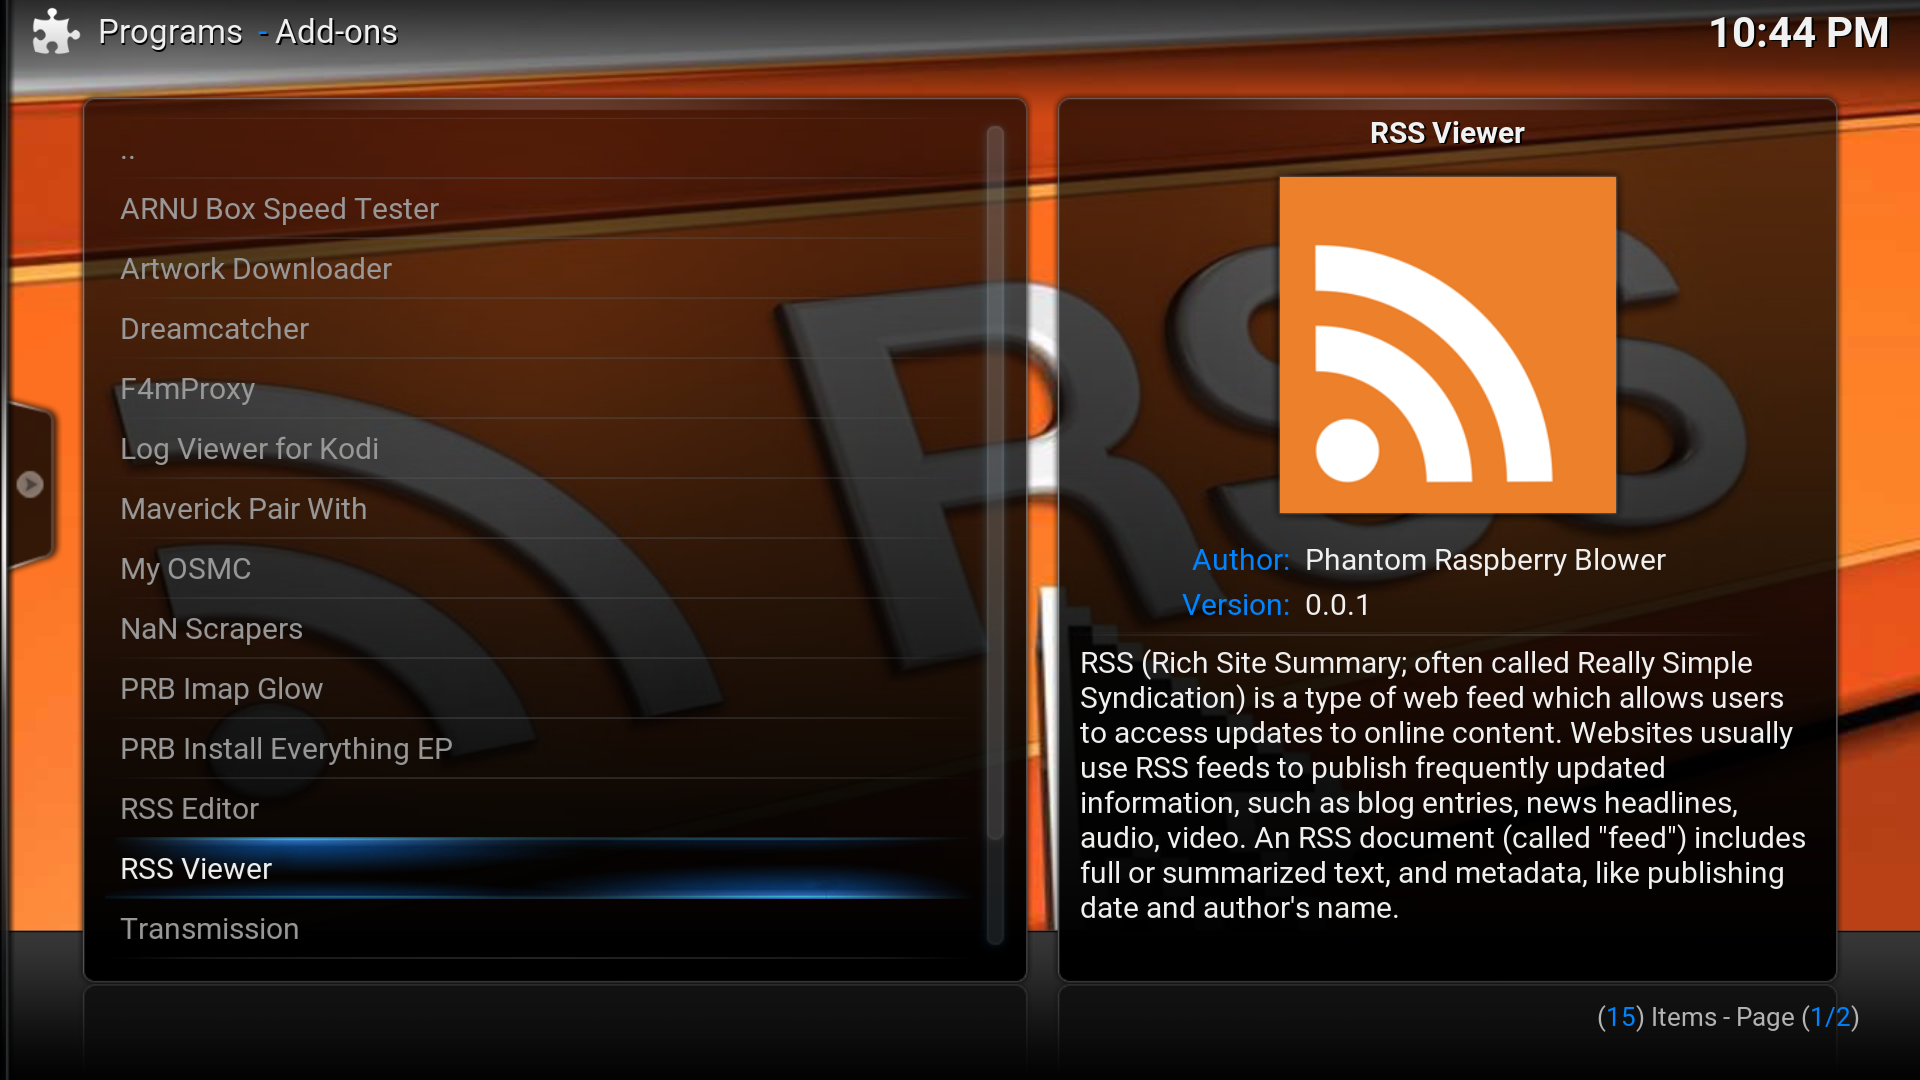 Programs - Add-ons
10:44 PM
..
ARNU Box Speed Tester
Artwork Downloader
Dreamcatcher
F4mProxy
Log Viewer for Kodi
Maverick Pair With
My OSMC
NaN Scrapers
PRB Imap Glow
PRB Install Everything EP
RSS Editor
RSS Viewer
Transmission
RSS
RSS Viewer
Author: Phantom Raspberry Blower
Version: 0.0.1
RSS (Rich Site Summary; often called Really Simple
Syndication) is a type of web feed which allows users
to access updates to online content. Websites usually
use RSS feeds to publish frequently updated
information, such as blog entries, news headlines,
audio, video. An RSS document (called "feed") includes
full or summarized text, and metadata, like publishing
date and author's name.
(15) Items - Page (1/2)